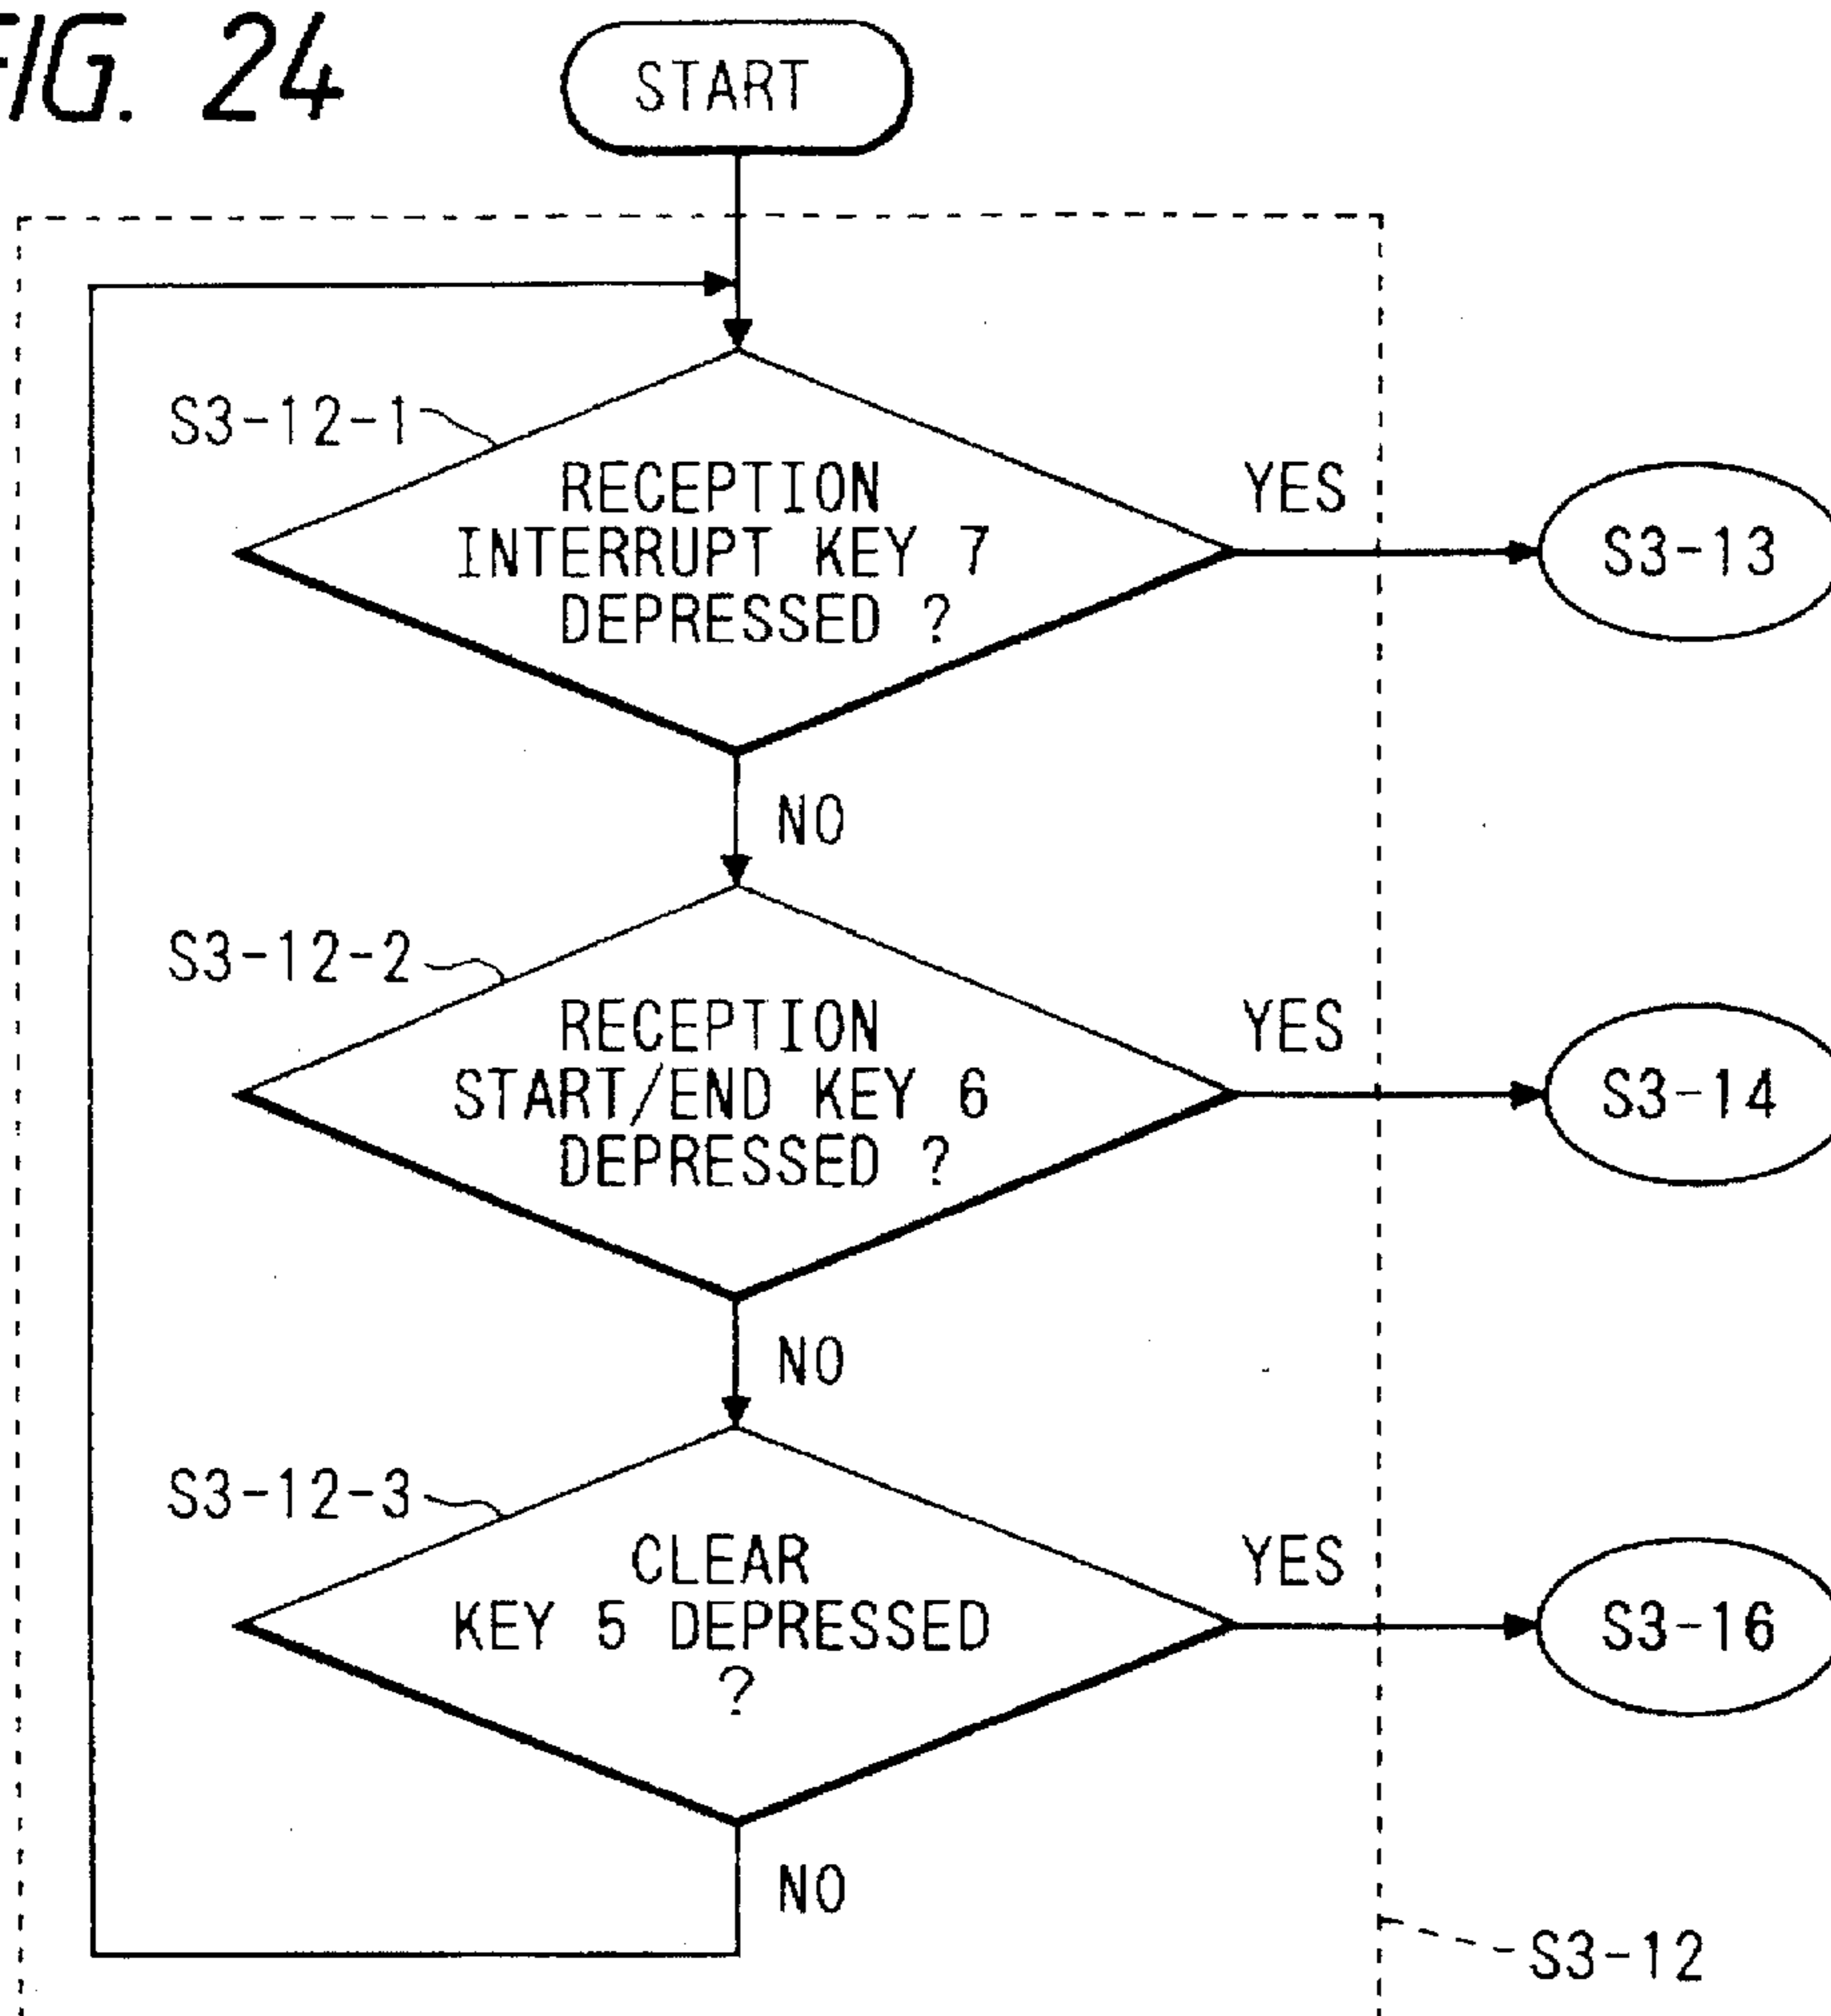 FIG. 24
START
S3-12-1
RECEPTION
INTERRUPT KEY 7
DEPRESSED ?
YES
S3-13
NO
S3-12-2
RECEPTION
START/END KEY 6
DEPRESSED ?
YES
S3-14
NO
S3-12-3
CLEAR
KEY 5 DEPRESSED
?
YES
S3-16
NO
S3-12